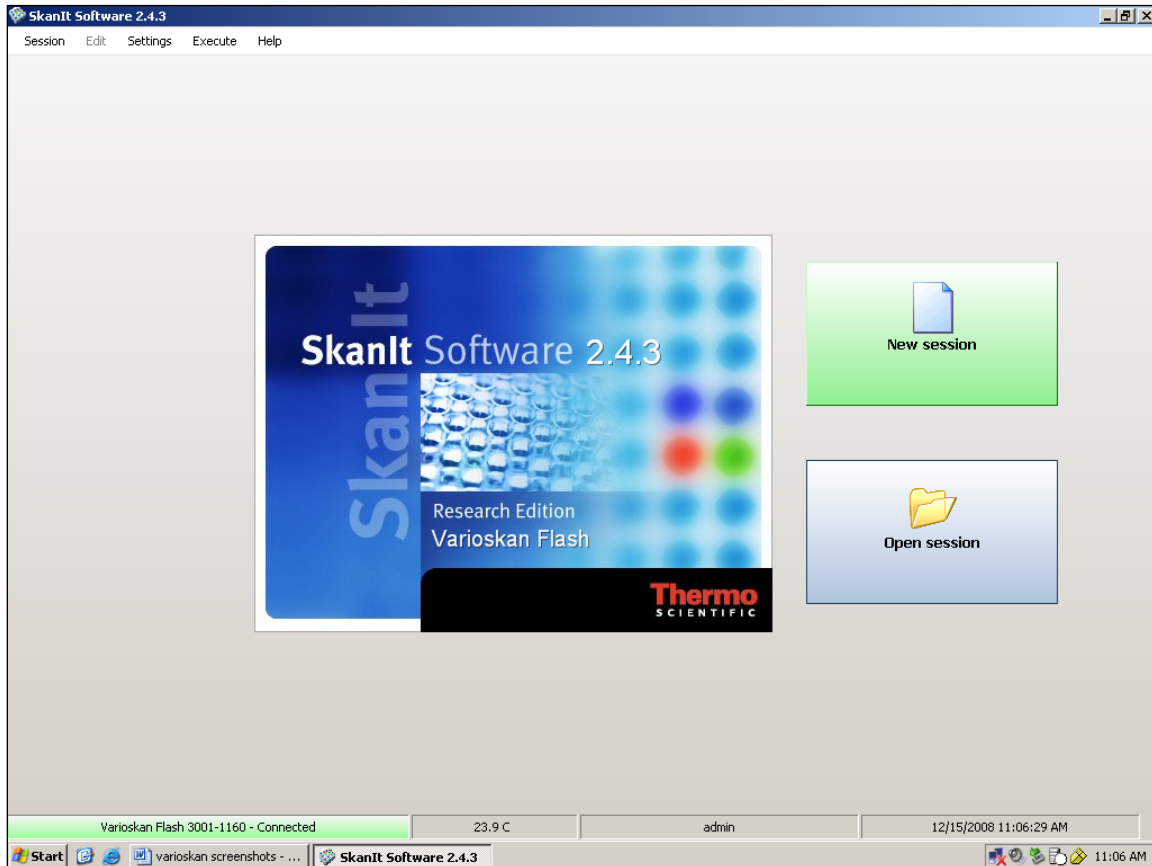 SkanIt Software 2.4.3
Session Edit Settings Execute Help
SkanIt
SkanIt Software 2.4.3
Research Edition
Varioskan Flash
Thermo
SCIENTIFIC
New session
Open session
Varioskan Flash 3001-1160 - Connected 23.9 C admin 12/15/2008 11:06:29 AM
Start varioskan screenshots - ... SkanIt Software 2.4.3 11:06 AM